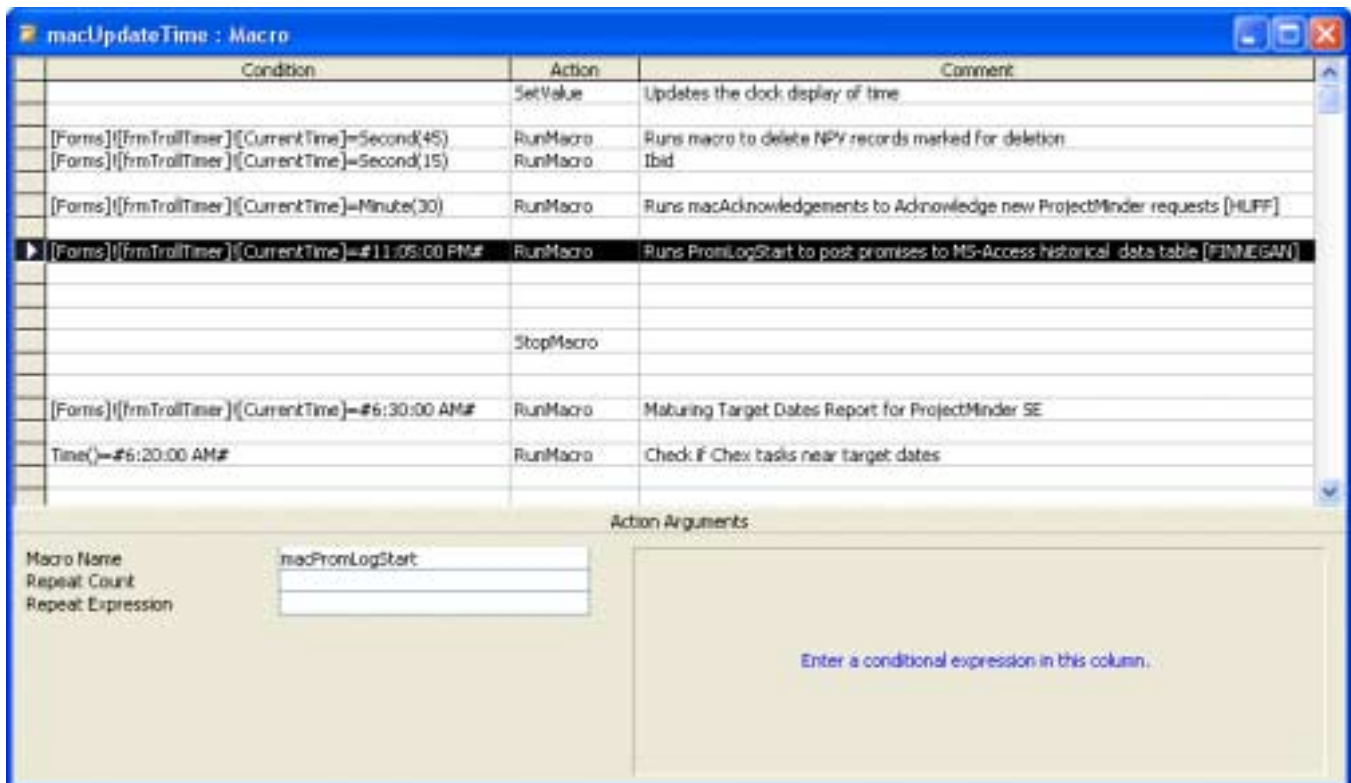 macUpdateTime : Macro
Condition Action Comment
SetValue Updates the clock display of time
[Forms]![frmTrollTimer]![CurrentTime]=Second(45) RunMacro Runs macro to delete NPV records marked for deletion
[Forms]![frmTrollTimer]![CurrentTime]=Second(15) RunMacro Ibid
[Forms]![frmTrollTimer]![CurrentTime]=Minute(30) RunMacro Runs macAcknowledgements to Acknowledge new ProjectMinder requests [HUFF]
[Forms]![frmTrollTimer]![CurrentTime]=#11:05:00 PM# RunMacro Runs PromLogStart to post promises to MS-Access historical data table [FINNEGAN]
StopMacro
[Forms]![frmTrollTimer]![CurrentTime]=#6:30:00 AM# RunMacro Maturing Target Dates Report for ProjectMinder SE
Time()=#6:20:00 AM# RunMacro Check if Chex tasks near target dates
Action Arguments
Macro Name macPromLogStart
Repeat Count
Repeat Expression
Enter a conditional expression in this column.